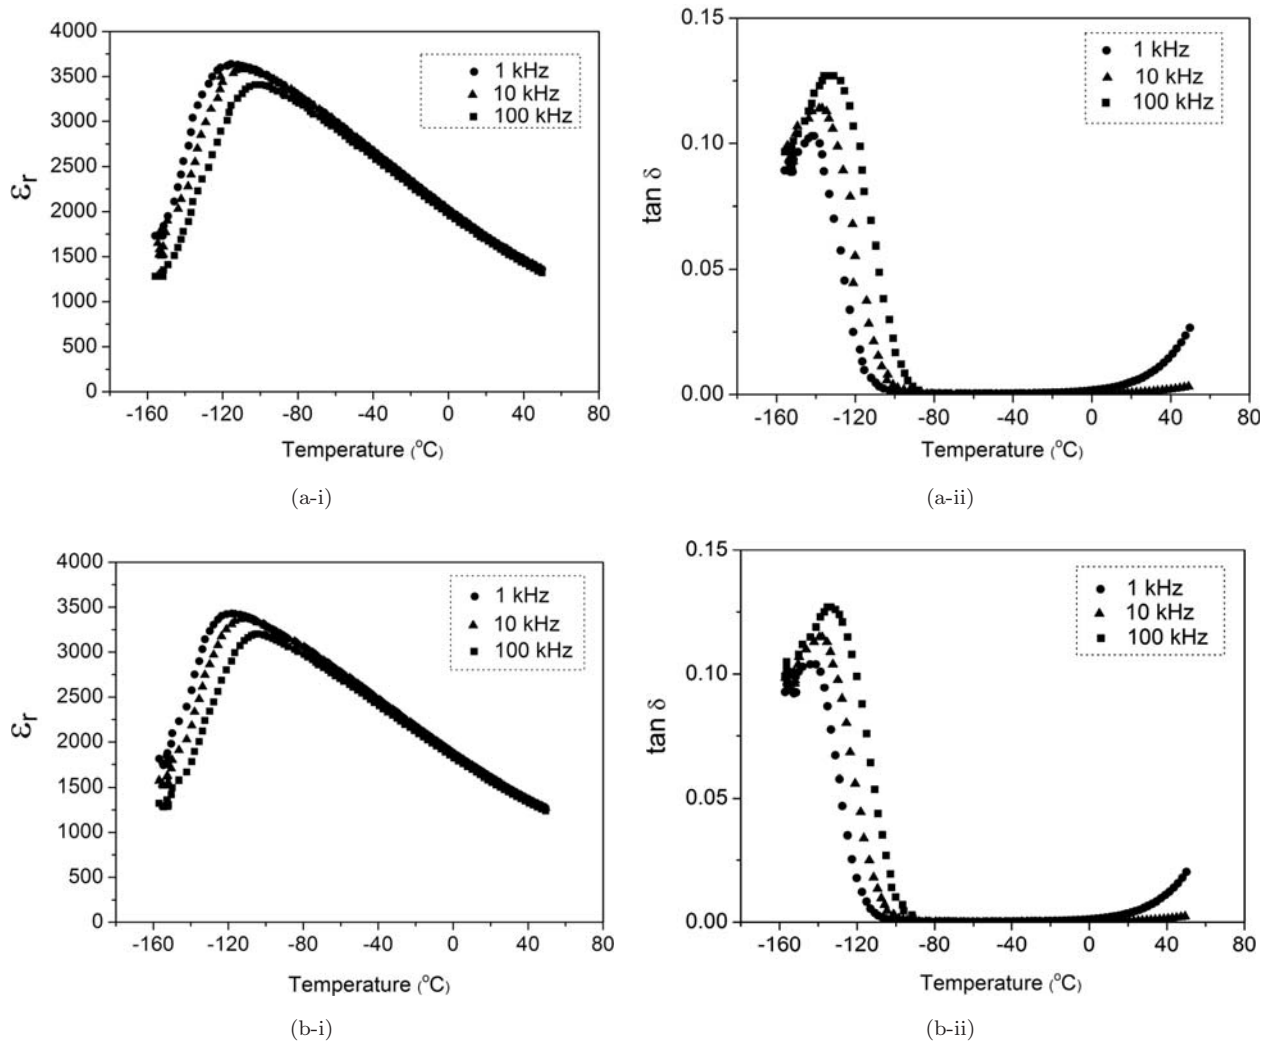 4000
3500
3000
2500
2000
1500
1000
500
0
εr
1 kHz
10 kHz
100 kHz
-160 -120 -80 -40 0 40 80
Temperature (°C)
(a-i)
0.15
0.10
0.05
0.00
tan δ
1 kHz
10 kHz
100 kHz
-160 -120 -80 -40 0 40 80
Temperature (°C)
(a-ii)
4000
3500
3000
2500
2000
1500
1000
500
0
εr
1 kHz
10 kHz
100 kHz
-160 -120 -80 -40 0 40 80
Temperature (°C)
(b-i)
0.15
0.10
0.05
0.00
tan δ
1 kHz
10 kHz
100 kHz
-160 -120 -80 -40 0 40 80
Temperature (°C)
(b-ii)